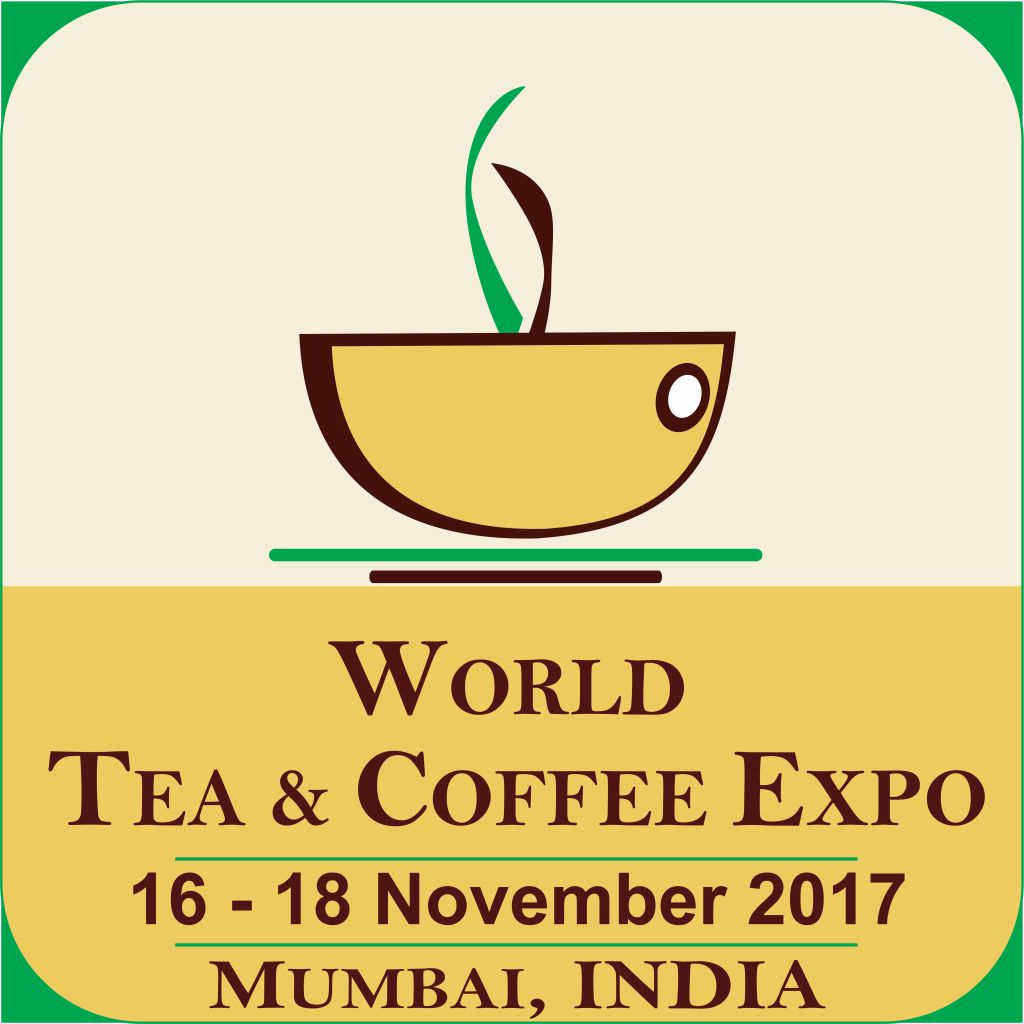 WORLD
TEA & COFFEE EXPO
16 - 18 November 2017
MUMBAI, INDIA